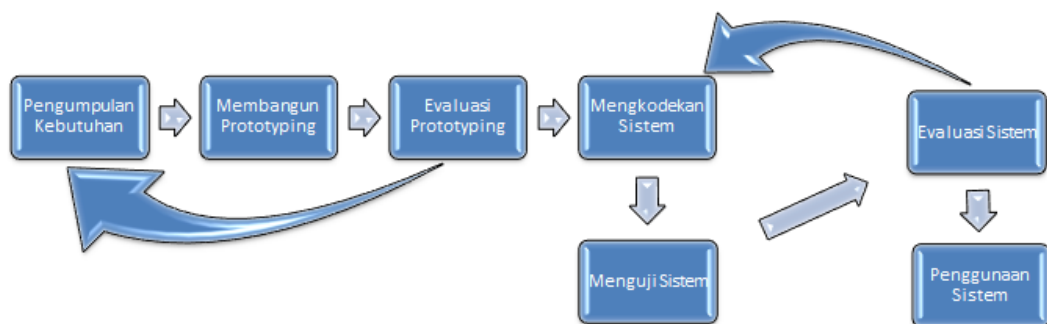 Pengumpulan
Kebutuhan
Membangun
Prototyping
Evaluasi
Prototyping
Mengkodekan
Sistem
Menguji Sistem
Evaluasi Sistem
Penggunaan
Sistem